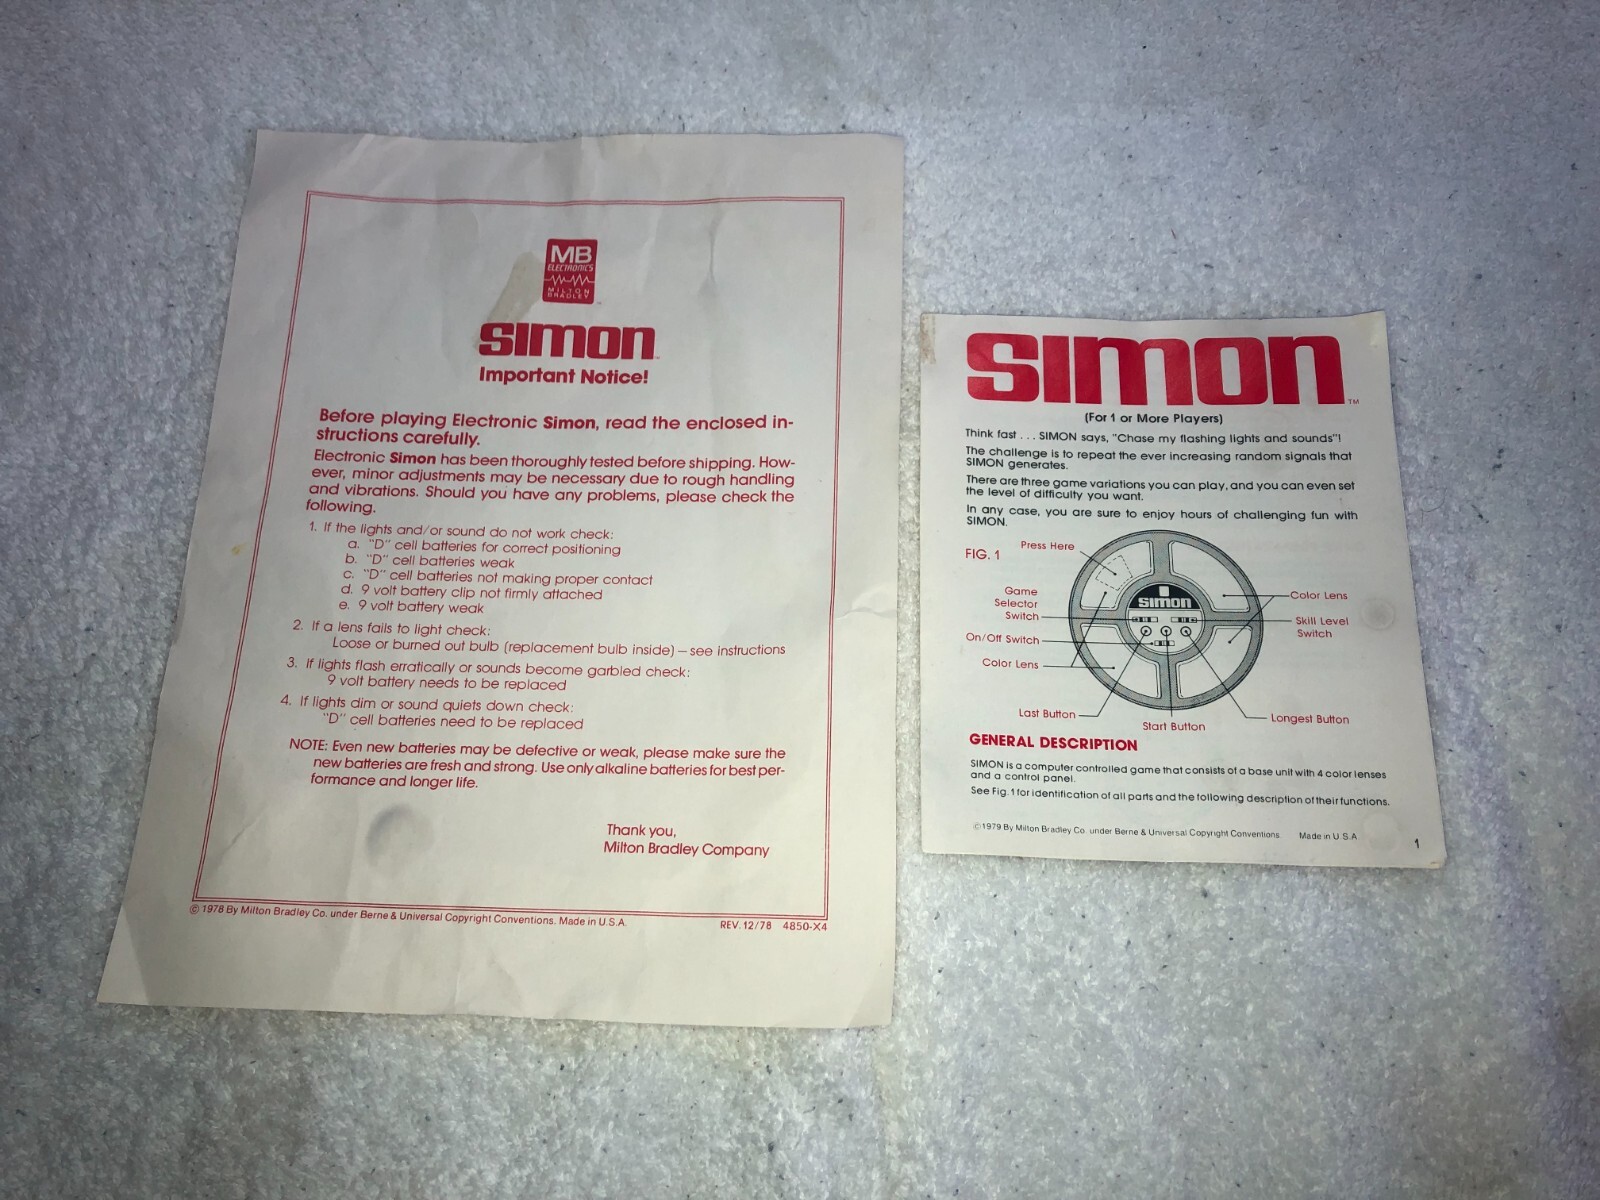 MB
ELECTRONICS
MILTON
BRADLEY
simon™
Important Notice!
Before playing Electronic Simon, read the enclosed in-
structions carefully.
Electronic Simon has been thoroughly tested before shipping. How-
ever, minor adjustments may be necessary due to rough handling
and vibrations. Should you have any problems, please check the
following.
1. If the lights and/or sound do not work check:
a. "D" cell batteries for correct positioning
b. "D" cell batteries weak
c. "D" cell batteries not making proper contact
d. 9 volt battery clip not firmly attached
e. 9 volt battery weak
2. If a lens fails to light check:
Loose or burned out bulb (replacement bulb inside) – see instructions
3. If lights flash erratically or sounds become garbled check:
9 volt battery needs to be replaced
4. If lights dim or sound quiets down check:
"D" cell batteries need to be replaced
NOTE: Even new batteries may be defective or weak, please make sure the
new batteries are fresh and strong. Use only alkaline batteries for best per-
formance and longer life.
Thank you,
Milton Bradley Company
© 1978 By Milton Bradley Co. under Berne & Universal Copyright Conventions. Made in U.S.A.
REV. 12/78 4850-X4
simon™
(For 1 or More Players)
Think fast . . . SIMON says, "Chase my flashing lights and sounds"!
The challenge is to repeat the ever increasing random signals that
SIMON generates.
There are three game variations you can play, and you can even set
the level of difficulty you want.
In any case, you are sure to enjoy hours of challenging fun with
SIMON.
FIG. 1
Press Here
Game
Selector
Switch
On/Off Switch
Color Lens
Last Button
Start Button
Longest Button
Color Lens
Skill Level
Switch
simon
GENERAL DESCRIPTION
SIMON is a computer controlled game that consists of a base unit with 4 color lenses
and a control panel.
See Fig. 1 for identification of all parts and the following description of their functions.
© 1979 By Milton Bradley Co. under Berne & Universal Copyright Conventions. Made in U.S.A.
1